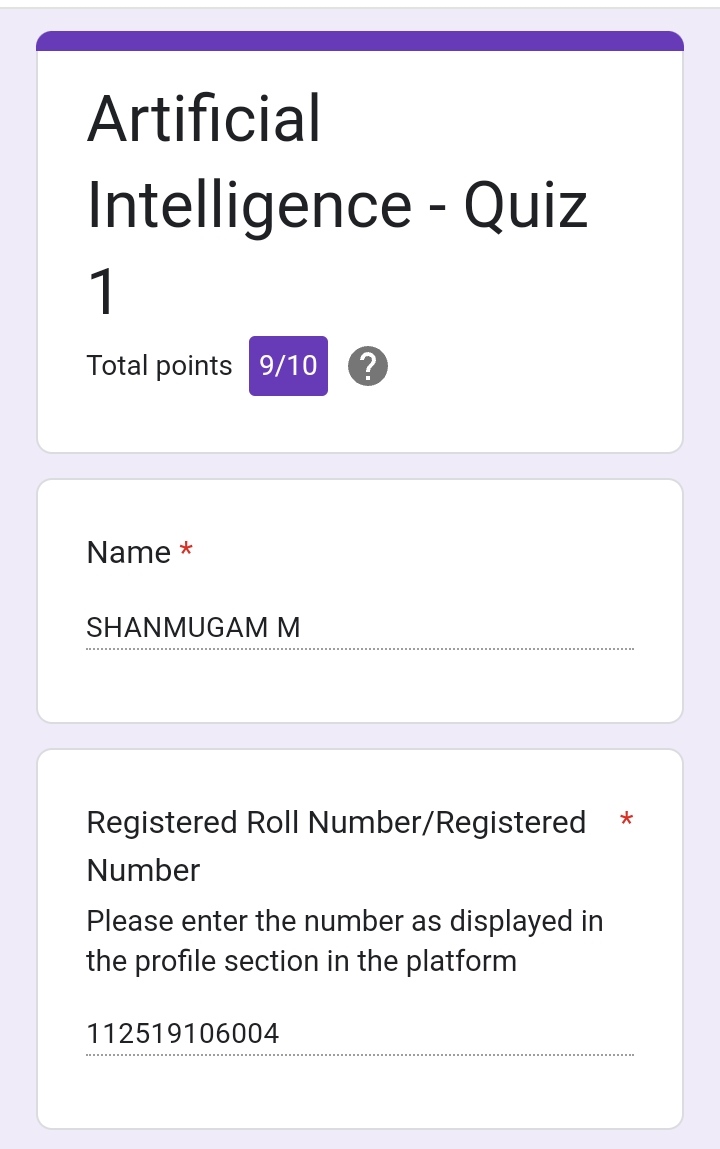 Artificial
Intelligence - Quiz
1
Total points 9/10 ?
Name *
SHANMUGAM M
Registered Roll Number/Registered *
Number
Please enter the number as displayed in
the profile section in the platform
112519106004